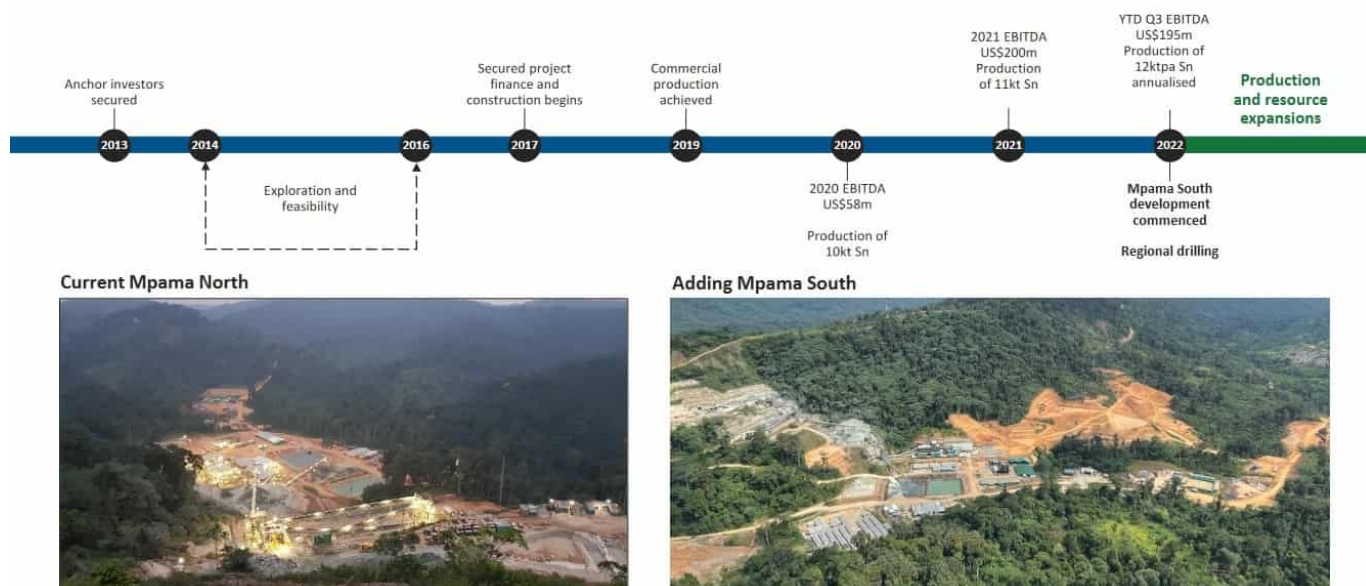 Anchor investors
secured
Secured project
finance and
construction begins
Commercial
production
achieved
2021 EBITDA
US$200m
Production
of 11kt Sn
YTD Q3 EBITDA
US$195m
Production of
12ktpa Sn
annualised
Production
and resource
expansions
2013
2014
2016
2017
2019
2020
2021
2022
Exploration and
feasibility
2020 EBITDA
US$58m
Production of
10kt Sn
Mpama South
development
commenced
Regional drilling
Current Mpama North
Adding Mpama South